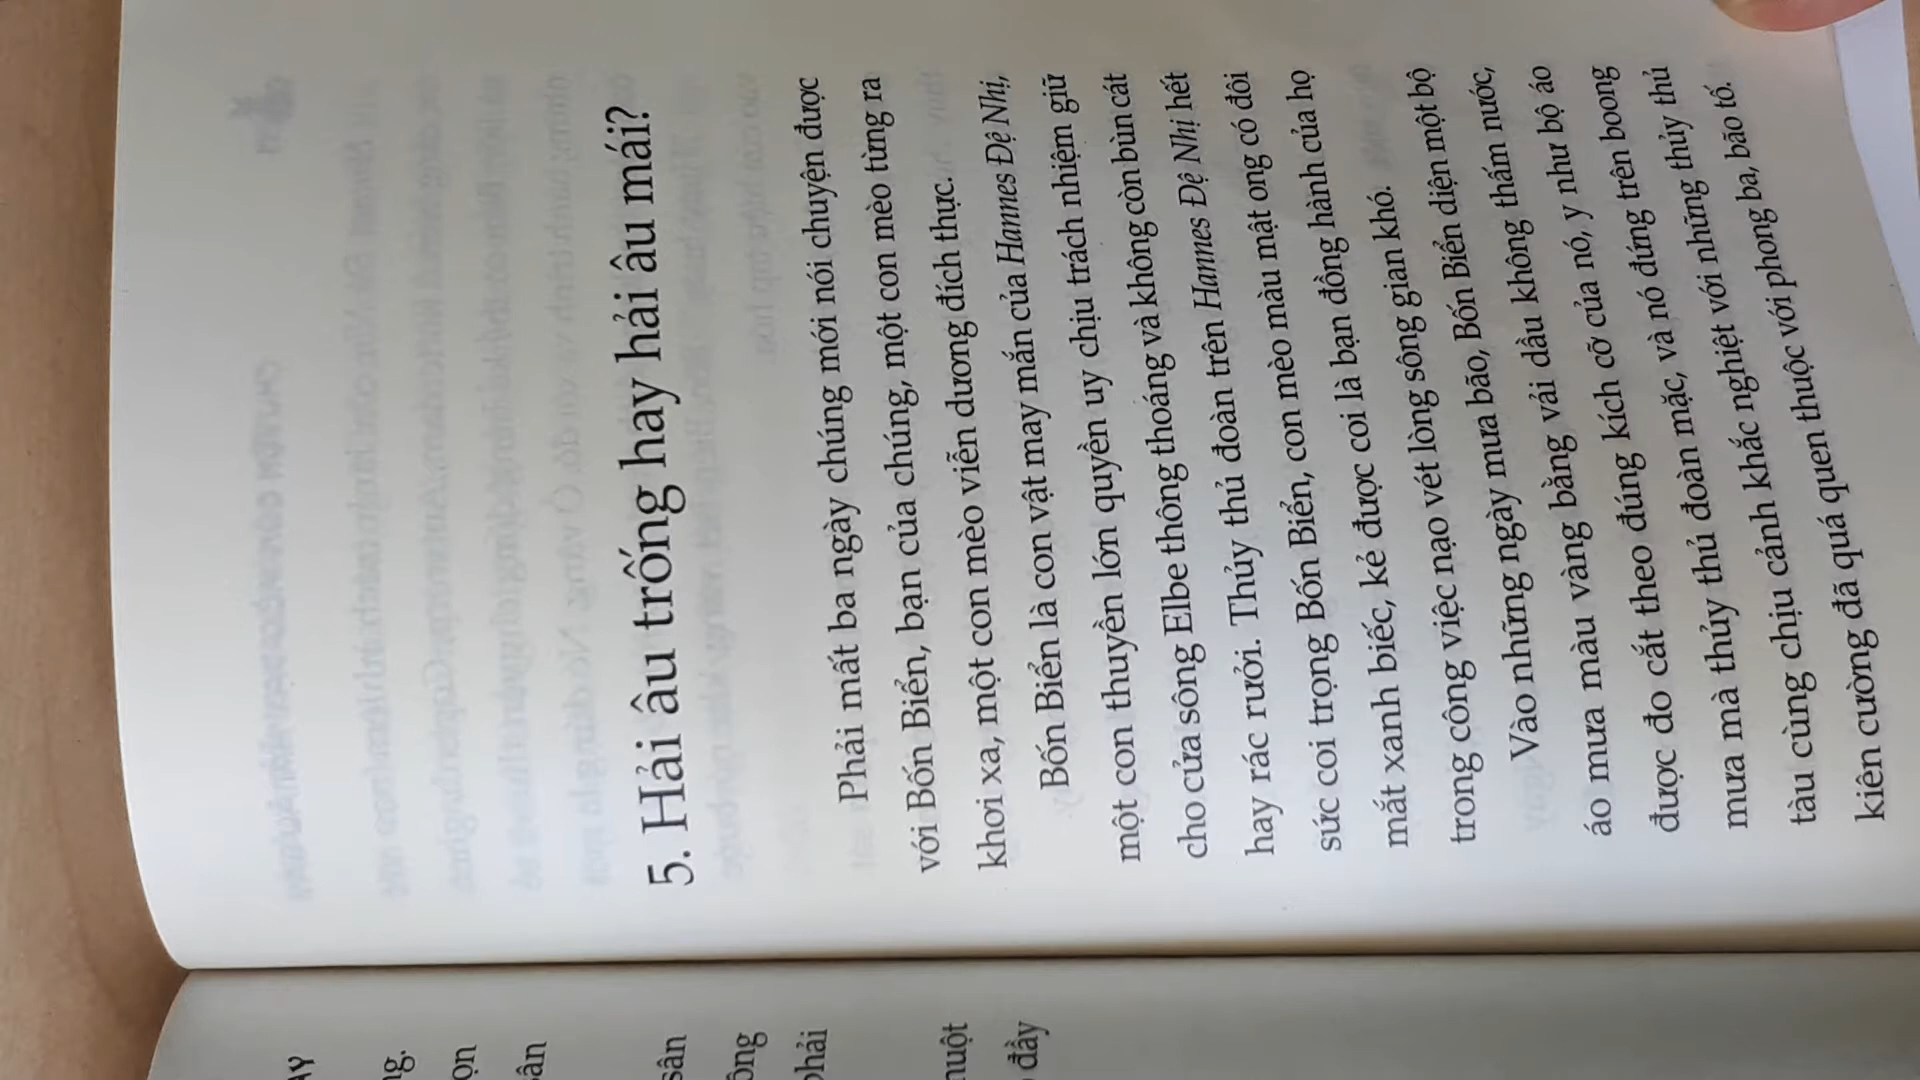 ng.
ọn
ân
sân
ông
phải
nuột
đầy
5. Hải âu trống hay hải âu mái?
Phải mất ba ngày chúng mới nói chuyện được
với Bốn Biển, bạn của chúng, một con mèo từng ra
khơi xa, một con mèo viễn dương đích thực.
Bốn Biển là con vật may mắn của Hannes Đệ Nhị,
một con thuyền lớn quyền uy chịu trách nhiệm giữ
cho cửa sông Elbe thông thoáng và không còn bùn cát
hay rác rưởi. Thủy thủ đoàn trên Hannes Đệ Nhị hết
sức coi trọng Bốn Biển, con mèo màu mật ong có đôi
mắt xanh biếc, kẻ được coi là bạn đồng hành của họ
trong công việc nạo vét lòng sông gian khó.
Vào những ngày mưa bão, Bốn Biển diện một bộ
áo mưa màu vàng bằng vải dầu không thấm nước,
được đo cắt theo đúng kích cỡ của nó, y như bộ áo
mưa mà thủy thủ đoàn mặc, và nó đứng trên boong
tàu cùng chịu cảnh khắc nghiệt với những thủy thủ
kiên cường đã quá quen thuộc với phong ba, bão tố.